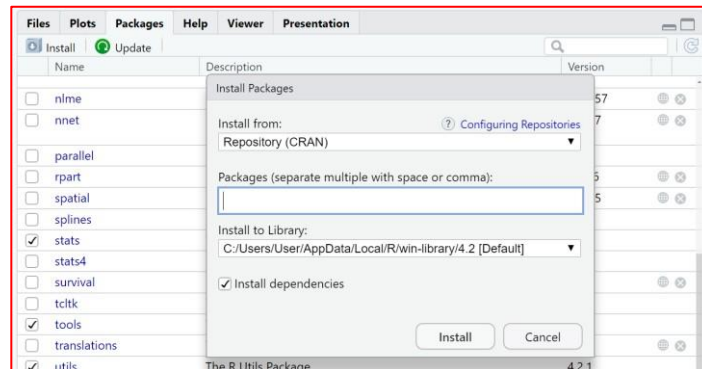 Files Plots Packages Help Viewer Presentation
Install Update
Name Description Version
Install Packages
nlme 57
nnet 7
Install from: ? Configuring Repositories
Repository (CRAN)
parallel
rpart 5
Packages (separate multiple with space or comma):
spatial 5
splines
stats
Install to Library:
C:/Users/User/AppData/Local/R/win-library/4.2 [Default]
stats4
survival
Install dependencies
tcltk
tools
translations
Install Cancel
utils The R Utils Package 4.2.1